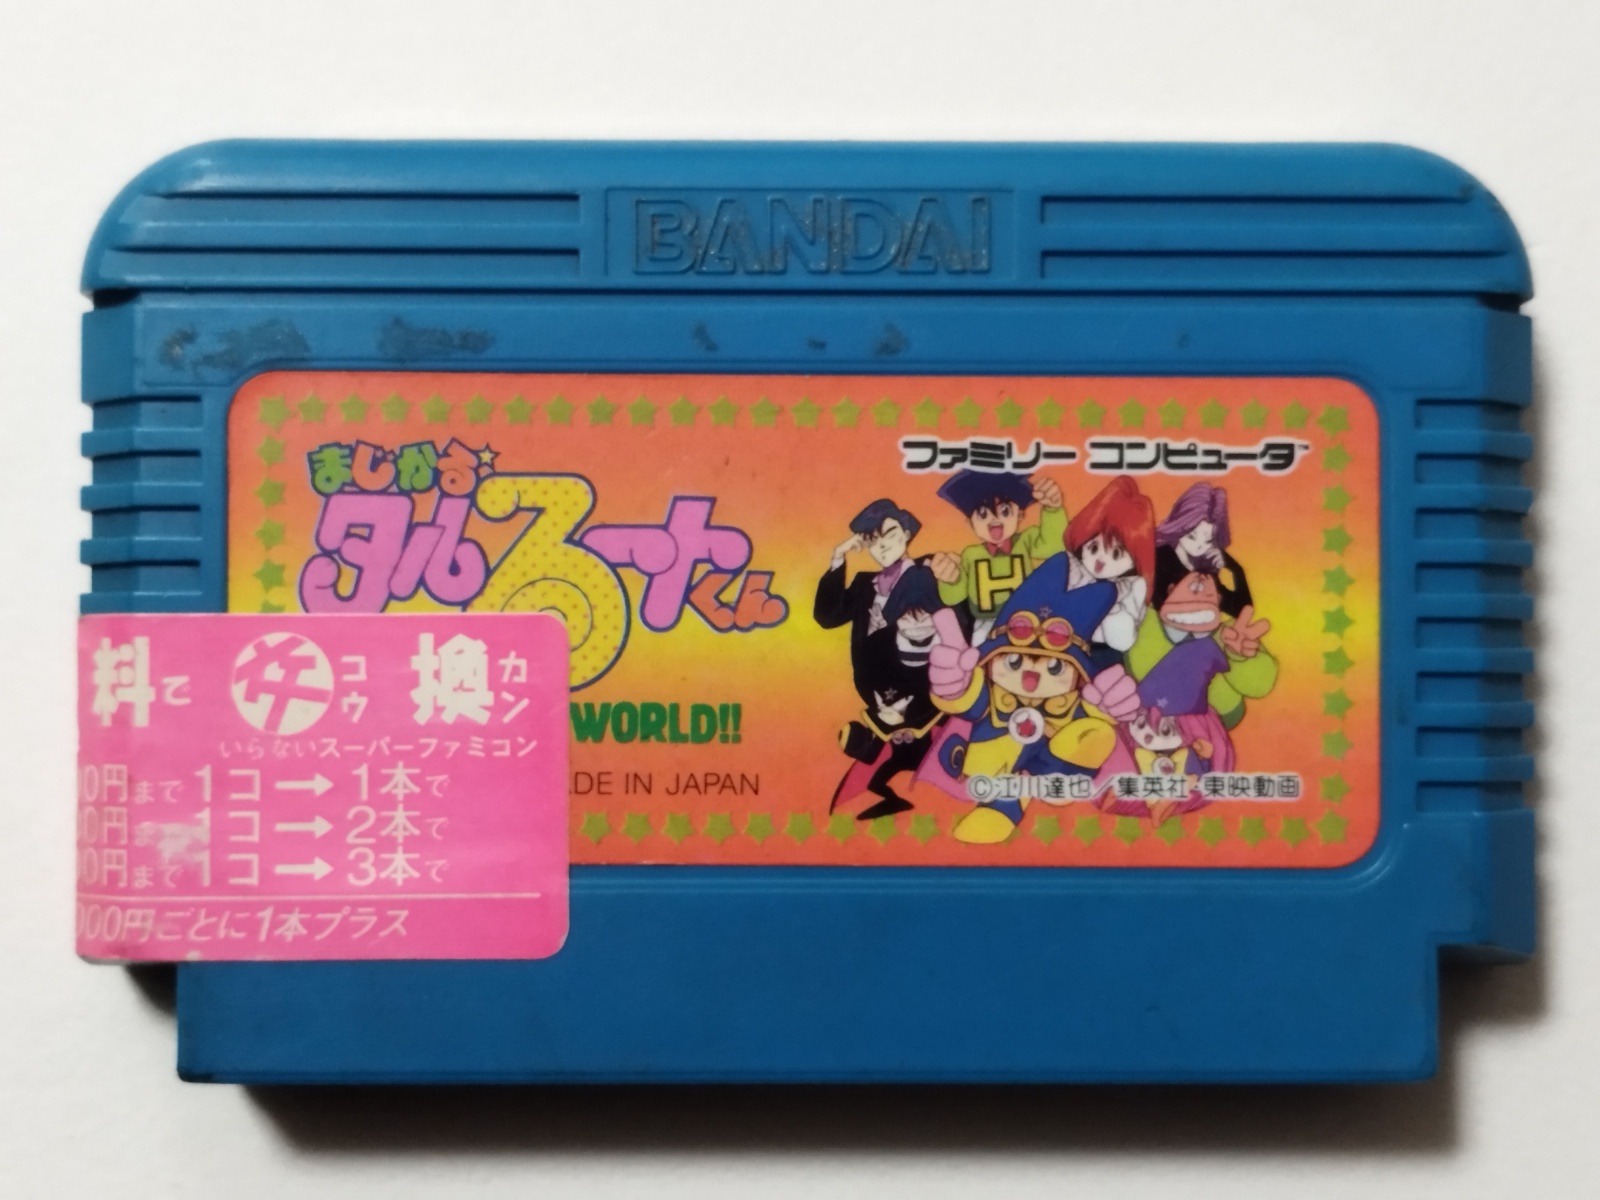 BANDAI
ファミリー コンピュータ™
まじかる☆
タルるートくん
WORLD!!
DE IN JAPAN
©江川達也/集英社・東映動画
料で 交コウ 換カン
いらないスーパーファミコン
0円まで1コ→1本で
0円まで1コ→2本で
0円まで1コ→3本で
000円ごとに1本プラス